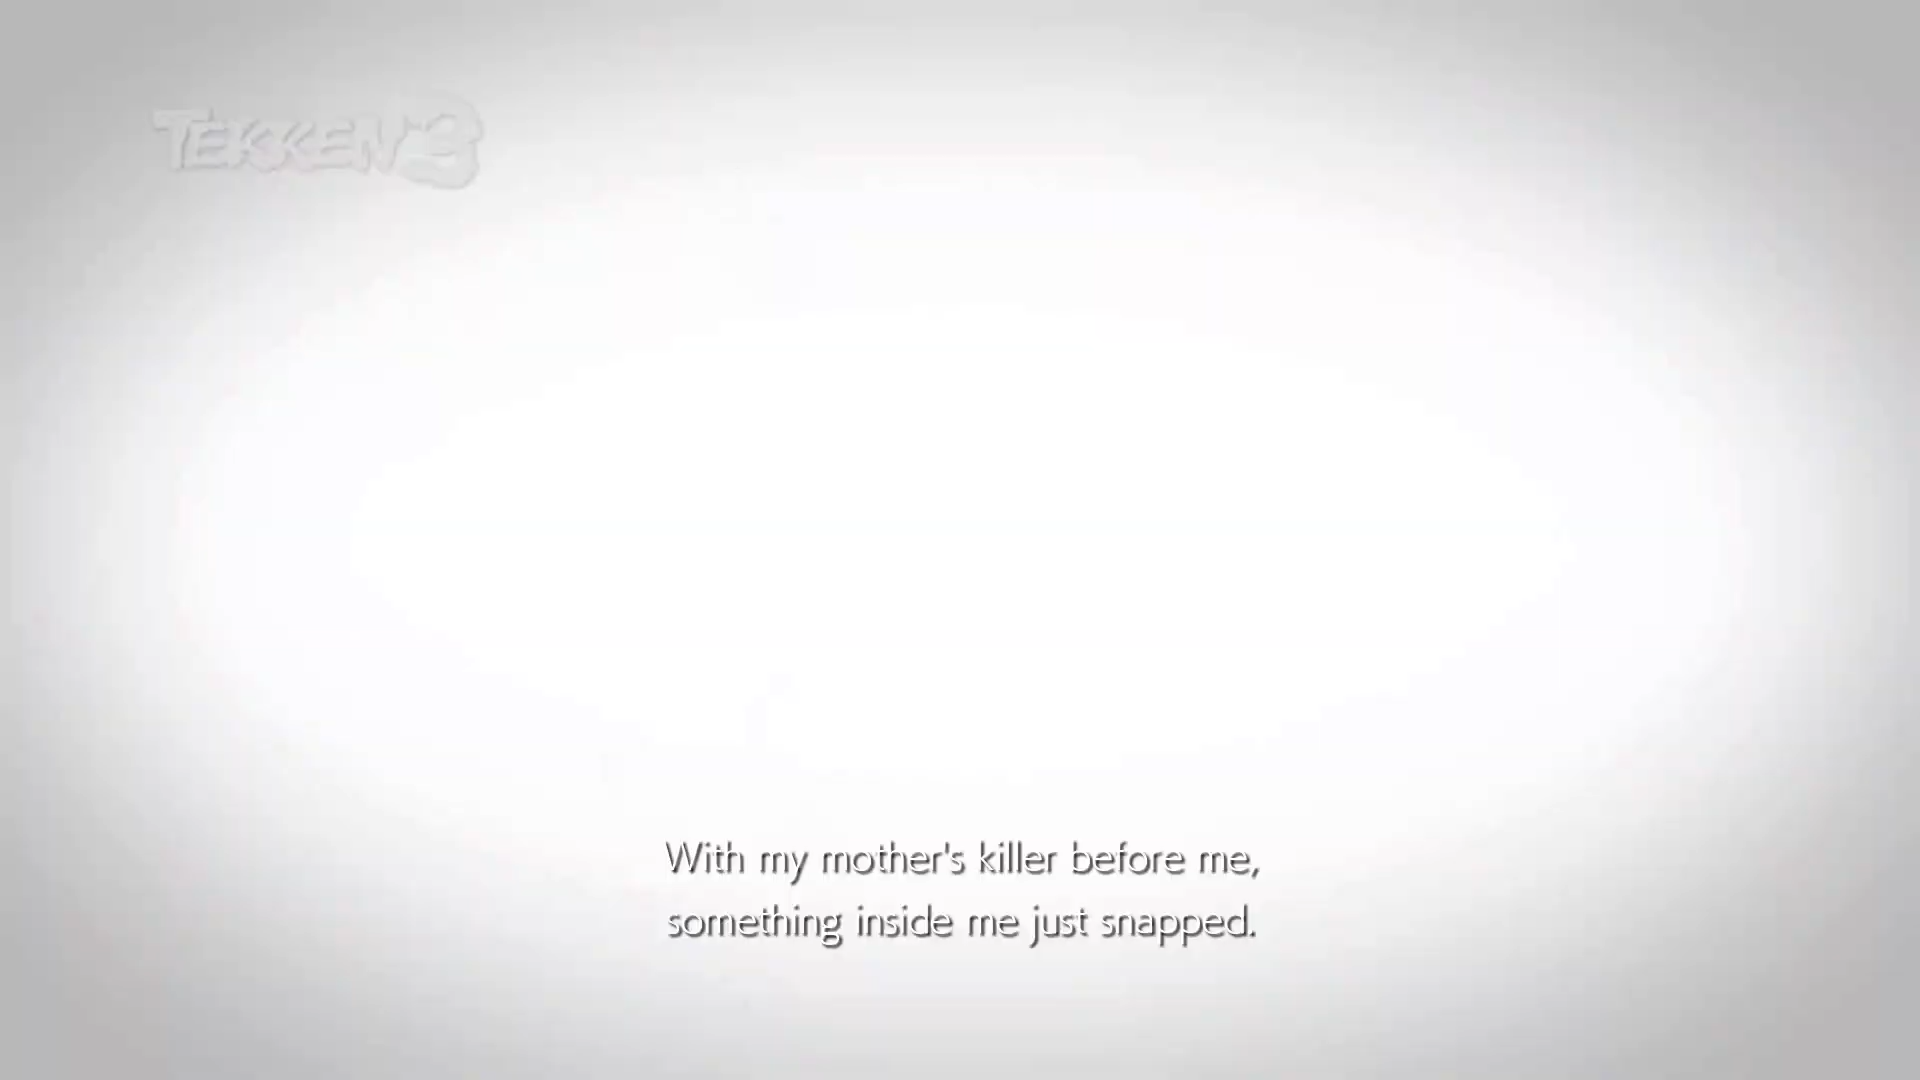 TEKKEN 3
With my mother's killer before me,
something inside me just snapped.